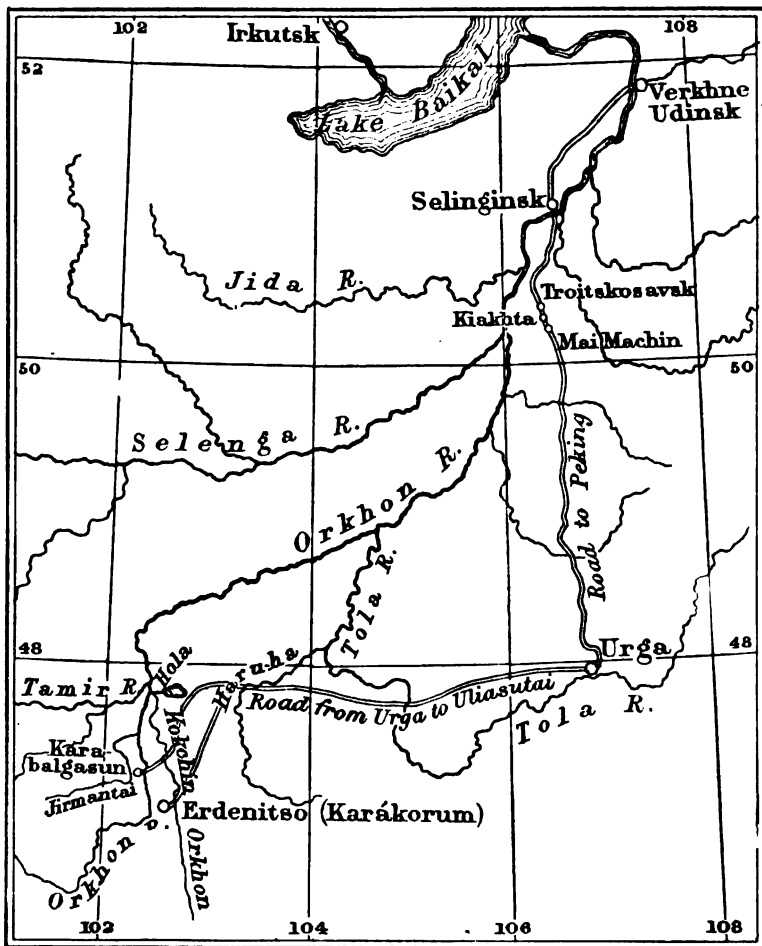 102
108
Irkutsk
52
Lake Baikal
Verkhne
Udinsk
Selinginsk
Jida R.
Troitskosavsk
Kiakhta
Mai Machin
50
50
Selenga R.
Orkhon R.
Road to Peking
Tola R.
48
48
Urga
Hola
Haruha
Tamir R.
Road from Urga to Uliasutai
Tola R.
Kokohin Orkhon
Kara-
balgasun
Jirmantai
Erdenitso (Karákorum)
Orkhon R.
102
104
106
108